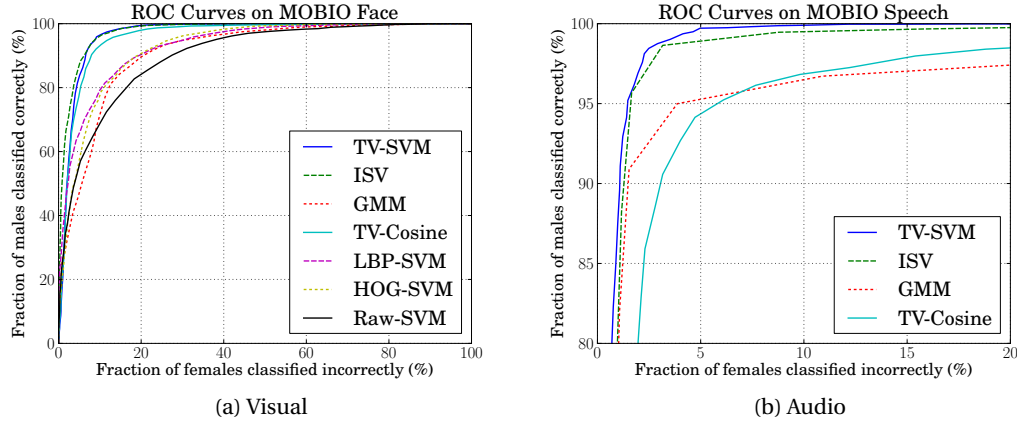 ROC Curves on MOBIO Face
Fraction of males classified correctly (%)
100
80
60
40
20
0
TV-SVM
ISV
GMM
TV-Cosine
LBP-SVM
HOG-SVM
Raw-SVM
0 20 40 60 80 100
Fraction of females classified incorrectly (%)
(a) Visual
ROC Curves on MOBIO Speech
Fraction of males classified correctly (%)
100
95
90
85
80
TV-SVM
ISV
GMM
TV-Cosine
0 5 10 15 20
Fraction of females classified incorrectly (%)
(b) Audio